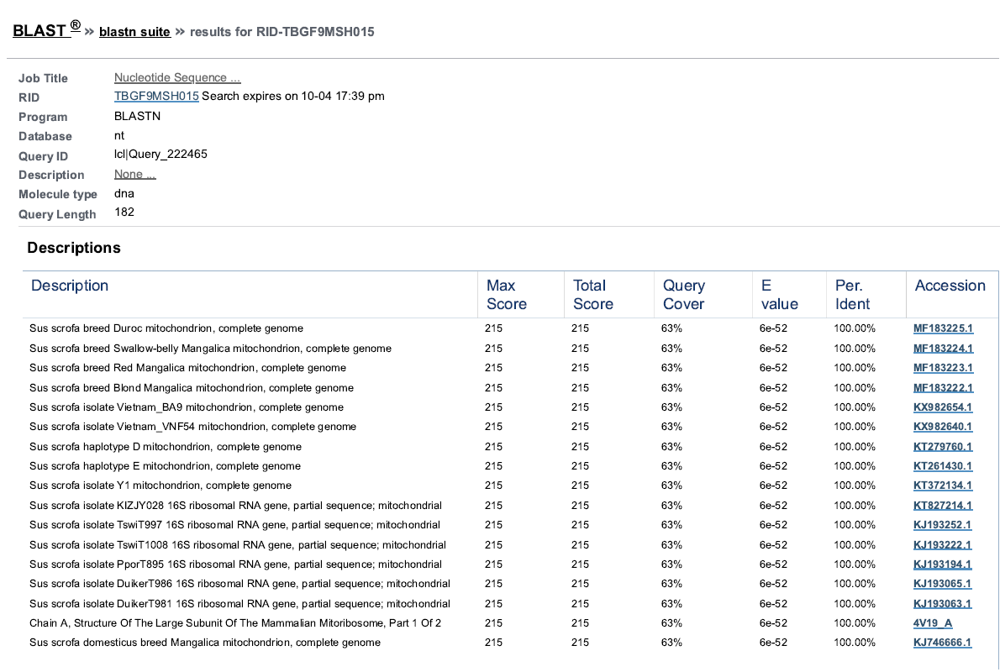 BLAST ® » blastn suite » results for RID-TBGF9MSH015
Job Title Nucleotide Sequence ...
RID TBGF9MSH015 Search expires on 10-04 17:39 pm
Program BLASTN
Database nt
Query ID lcl|Query_222465
Description None ...
Molecule type dna
Query Length 182
Descriptions
Description Max Score Total Score Query Cover E value Per. Ident Accession
Sus scrofa breed Duroc mitochondrion, complete genome 215 215 63% 6e-52 100.00% MF183225.1
Sus scrofa breed Swallow-belly Mangalica mitochondrion, complete genome 215 215 63% 6e-52 100.00% MF183224.1
Sus scrofa breed Red Mangalica mitochondrion, complete genome 215 215 63% 6e-52 100.00% MF183223.1
Sus scrofa breed Blond Mangalica mitochondrion, complete genome 215 215 63% 6e-52 100.00% MF183222.1
Sus scrofa isolate Vietnam_BA9 mitochondrion, complete genome 215 215 63% 6e-52 100.00% KX982654.1
Sus scrofa isolate Vietnam_VNF54 mitochondrion, complete genome 215 215 63% 6e-52 100.00% KX982640.1
Sus scrofa haplotype D mitochondrion, complete genome 215 215 63% 6e-52 100.00% KT279760.1
Sus scrofa haplotype E mitochondrion, complete genome 215 215 63% 6e-52 100.00% KT261430.1
Sus scrofa isolate Y1 mitochondrion, complete genome 215 215 63% 6e-52 100.00% KT372134.1
Sus scrofa isolate KIZJY028 16S ribosomal RNA gene, partial sequence; mitochondrial 215 215 63% 6e-52 100.00% KT827214.1
Sus scrofa isolate TswiT997 16S ribosomal RNA gene, partial sequence; mitochondrial 215 215 63% 6e-52 100.00% KJ193252.1
Sus scrofa isolate TswiT1008 16S ribosomal RNA gene, partial sequence; mitochondrial 215 215 63% 6e-52 100.00% KJ193222.1
Sus scrofa isolate PporT895 16S ribosomal RNA gene, partial sequence; mitochondrial 215 215 63% 6e-52 100.00% KJ193194.1
Sus scrofa isolate DuikerT986 16S ribosomal RNA gene, partial sequence; mitochondrial 215 215 63% 6e-52 100.00% KJ193065.1
Sus scrofa isolate DuikerT981 16S ribosomal RNA gene, partial sequence; mitochondrial 215 215 63% 6e-52 100.00% KJ193063.1
Chain A, Structure Of The Large Subunit Of The Mammalian Mitoribosome, Part 1 Of 2 215 215 63% 6e-52 100.00% 4V19_A
Sus scrofa domesticus breed Mangalica mitochondrion, complete genome 215 215 63% 6e-52 100.00% KJ746666.1